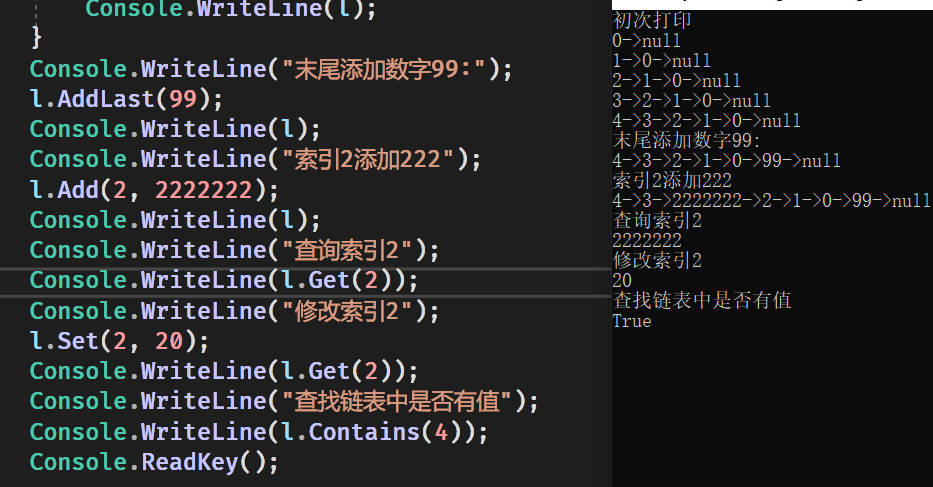 Console.WriteLine(l);
}
Console.WriteLine("末尾添加数字99:");
l.AddLast(99);
Console.WriteLine(l);
Console.WriteLine("索引2添加222");
l.Add(2, 2222222);
Console.WriteLine(l);
Console.WriteLine("查询索引2");
Console.WriteLine(l.Get(2));
Console.WriteLine("修改索引2");
l.Set(2, 20);
Console.WriteLine(l.Get(2));
Console.WriteLine("查找链表中是否有值");
Console.WriteLine(l.Contains(4));
Console.ReadKey();
初次打印
0->null
1->0->null
2->1->0->null
3->2->1->0->null
4->3->2->1->0->null
末尾添加数字99:
4->3->2->1->0->99->null
索引2添加222
4->3->2222222->2->1->0->99->null
查询索引2
2222222
修改索引2
20
查找链表中是否有值
True